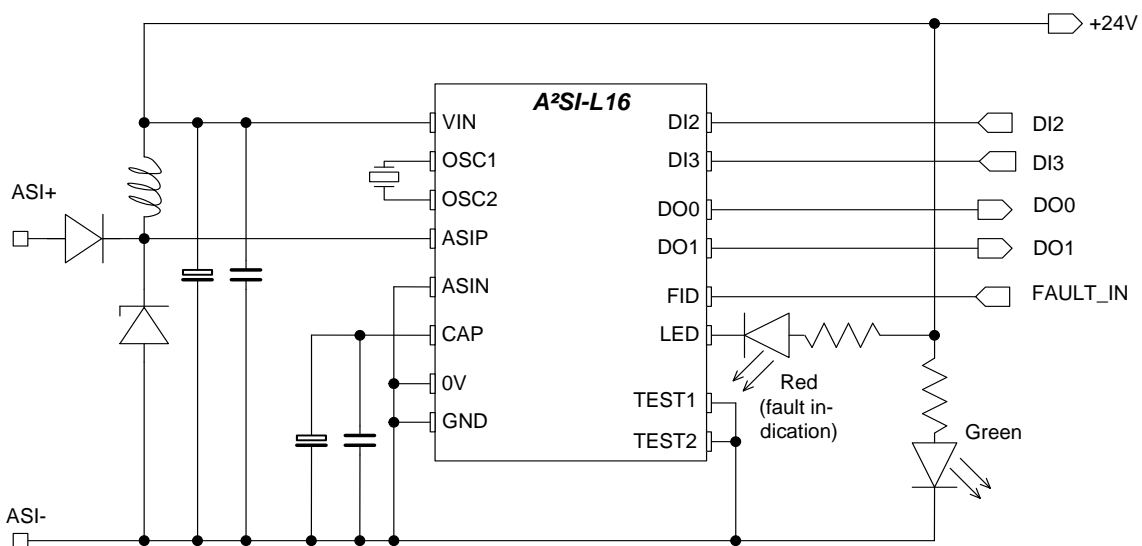 +24V
A²SI-L16
VIN
OSC1
OSC2
ASIP
ASIN
CAP
0V
GND
DI2
DI3
DO0
DO1
FID
LED
TEST1
TEST2
DI2
DI3
DO0
DO1
FAULT_IN
ASI+
ASI-
Red
(fault in-
dication)
Green